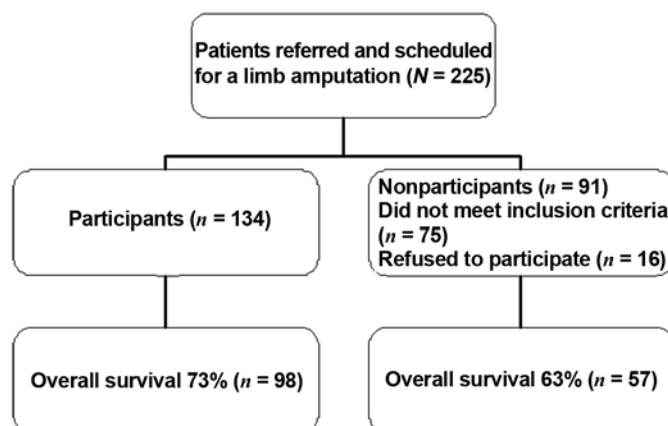 Patients referred and scheduled
for a limb amputation (N = 225)
Participants (n = 134)
Nonparticipants (n = 91)
Did not meet inclusion criteria
(n = 75)
Refused to participate (n = 16)
Overall survival 73% (n = 98)
Overall survival 63% (n = 57)